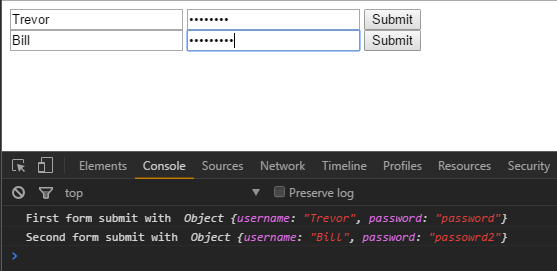 Trevor •••••••• Submit
Bill ••••••••• Submit
Elements Console Sources Network Timeline Profiles Resources Security
top Preserve log
First form submit with Object {username: "Trevor", password: "password"}
Second form submit with Object {username: "Bill", password: "passowrd2"}
>